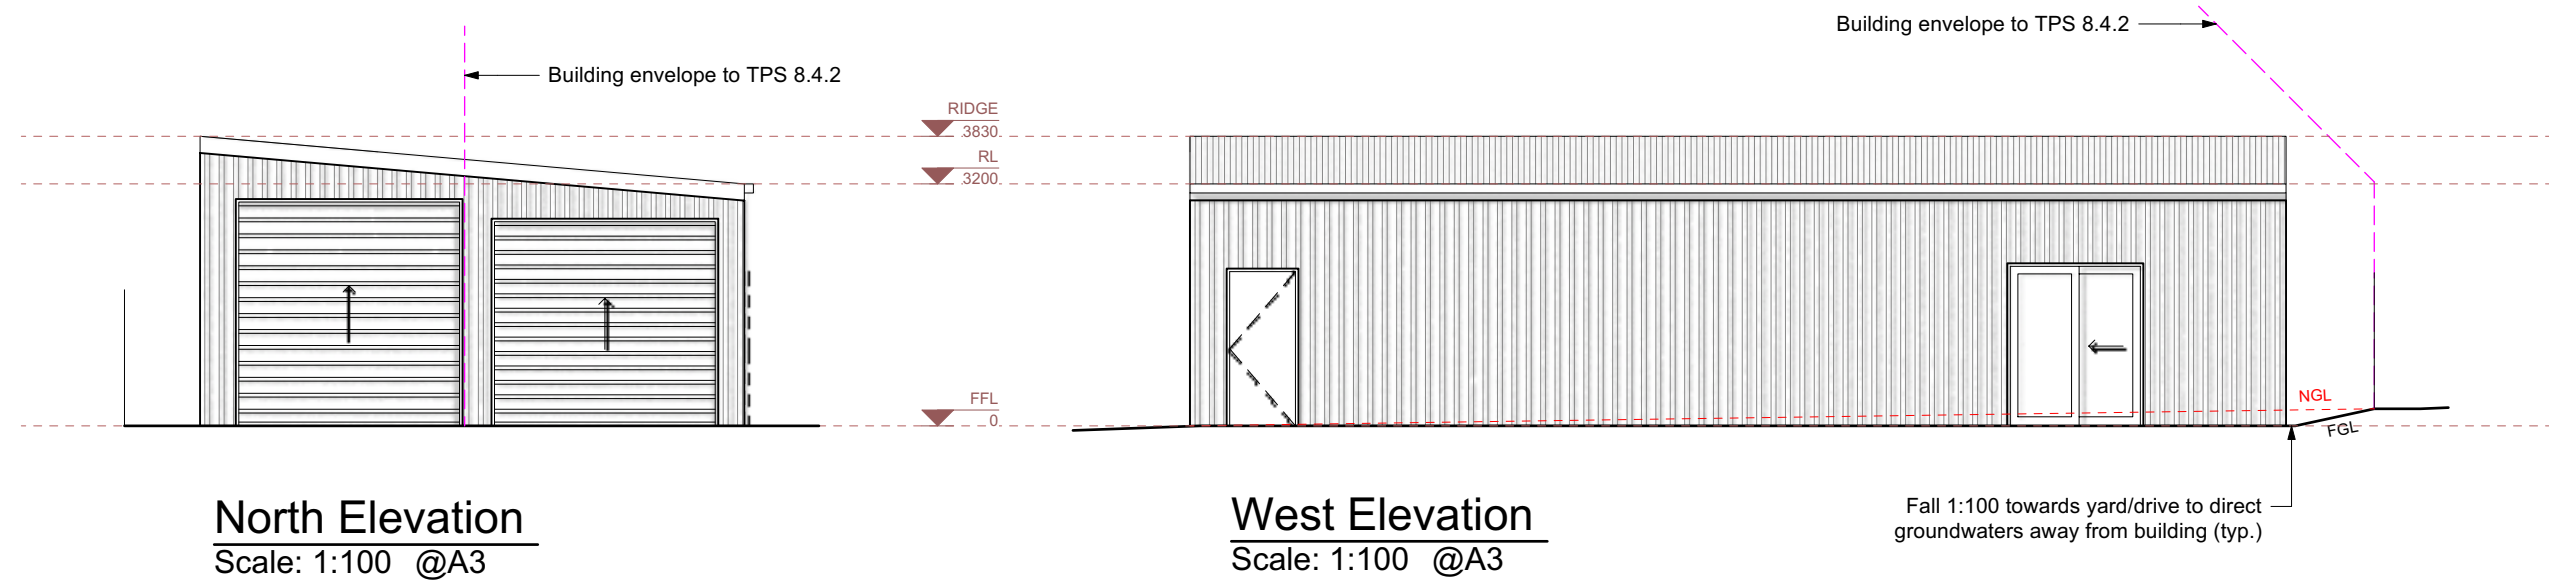 Building envelope to TPS 8.4.2
Building envelope to TPS 8.4.2
RIDGE
3830
RL
3200
FFL
0
NGL
FGL
North Elevation
Scale: 1:100 @A3
West Elevation
Scale: 1:100 @A3
Fall 1:100 towards yard/drive to direct
groundwaters away from building (typ.)